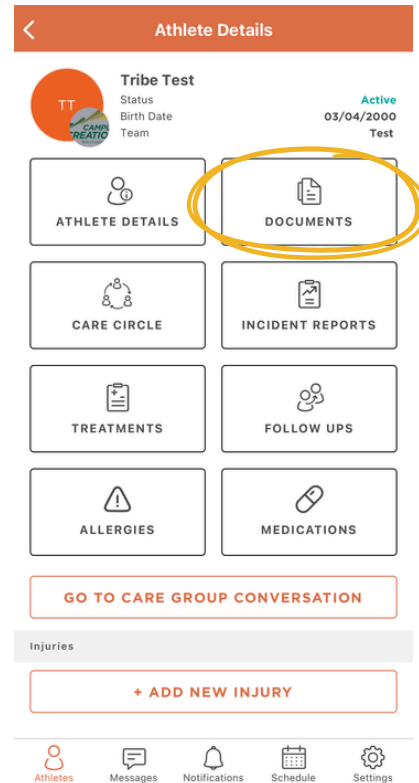 Athlete Details
Tribe Test
TT
Status
Active
Birth Date
03/04/2000
Team
Test
ATHLETE DETAILS
DOCUMENTS
CARE CIRCLE
INCIDENT REPORTS
TREATMENTS
FOLLOW UPS
ALLERGIES
MEDICATIONS
GO TO CARE GROUP CONVERSATION
Injuries
+ ADD NEW INJURY
Athletes
Messages
Notifications
Schedule
Settings